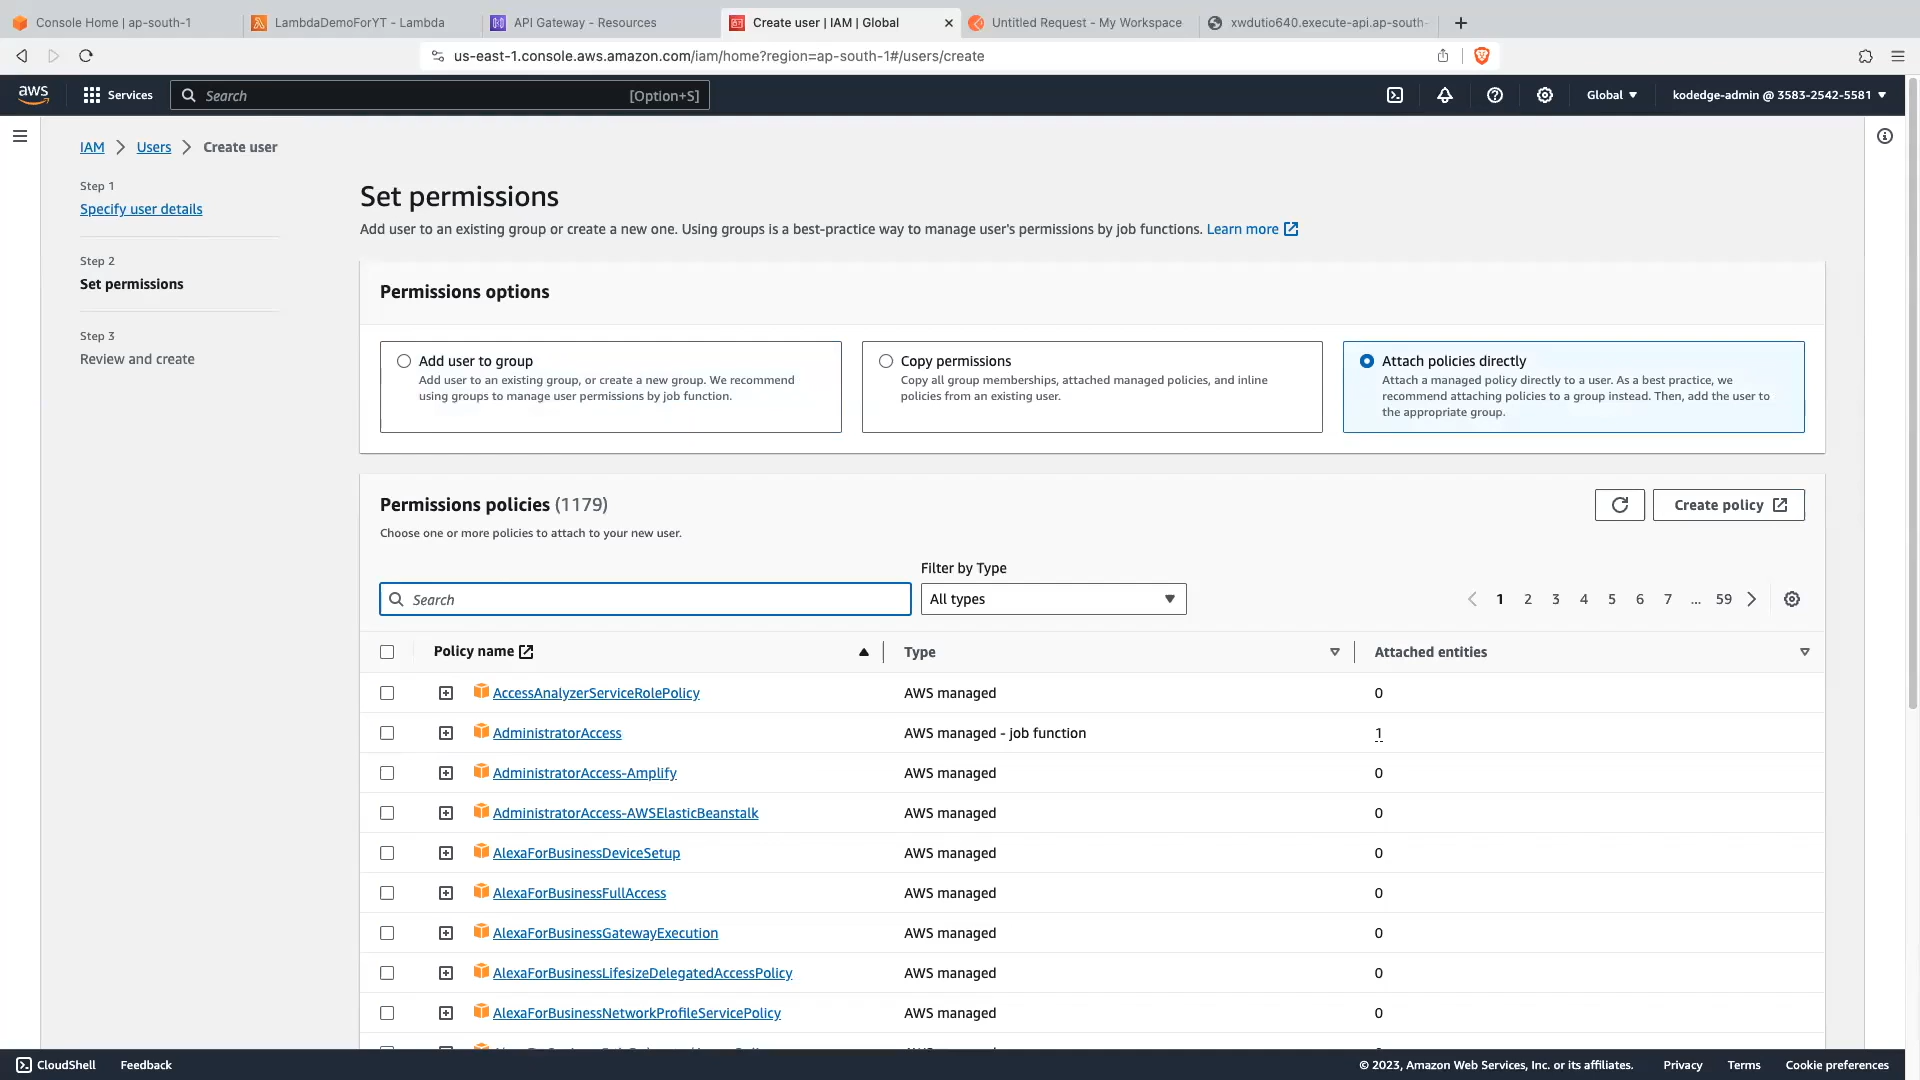 Console Home | ap-south-1
LambdaDemoForYT - Lambda
API Gateway - Resources
Create user | IAM | Global
Untitled Request - My Workspace
xwdutio640.execute-api.ap-south-
us-east-1.console.aws.amazon.com/iam/home?region=ap-south-1#/users/create
aws
Services
Search
[Option+S]
Global
kodedge-admin @ 3583-2542-5581
IAM
Users
Create user
Step 1
Specify user details
Step 2
Set permissions
Step 3
Review and create
Set permissions
Add user to an existing group or create a new one. Using groups is a best-practice way to manage user's permissions by job functions. Learn more
Permissions options
Add user to group
Add user to an existing group, or create a new group. We recommend
using groups to manage user permissions by job function.
Copy permissions
Copy all group memberships, attached managed policies, and inline
policies from an existing user.
Attach policies directly
Attach a managed policy directly to a user. As a best practice, we
recommend attaching policies to a group instead. Then, add the user to
the appropriate group.
Permissions policies (1179)
Choose one or more policies to attach to your new user.
Create policy
Filter by Type
Search
All types
1 2 3 4 5 6 7 ... 59
Policy name Type Attached entities
AccessAnalyzerServiceRolePolicy AWS managed 0
AdministratorAccess AWS managed - job function 1
AdministratorAccess-Amplify AWS managed 0
AdministratorAccess-AWSElasticBeanstalk AWS managed 0
AlexaForBusinessDeviceSetup AWS managed 0
AlexaForBusinessFullAccess AWS managed 0
AlexaForBusinessGatewayExecution AWS managed 0
AlexaForBusinessLifesizeDelegatedAccessPolicy AWS managed 0
AlexaForBusinessNetworkProfileServicePolicy AWS managed 0
CloudShell
Feedback
© 2023, Amazon Web Services, Inc. or its affiliates.
Privacy
Terms
Cookie preferences